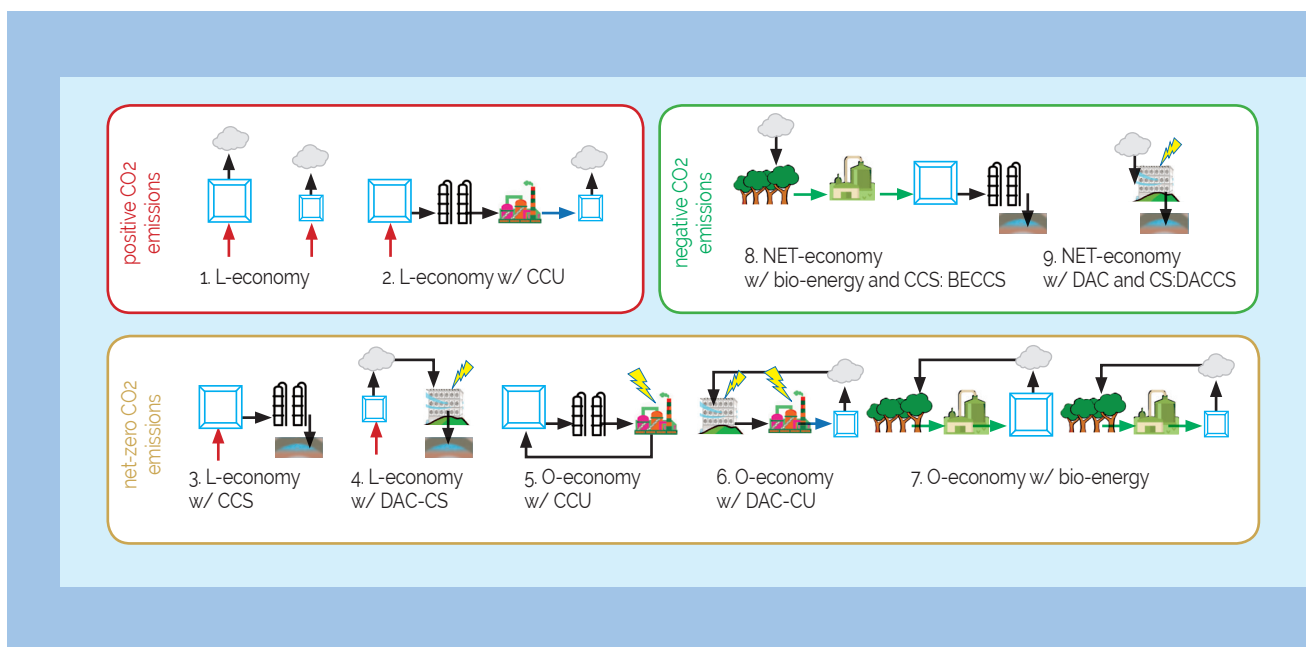 positive CO2
emissions
1. L-economy
2. L-economy w/ CCU
negative CO2
emissions
8. NET-economy
w/ bio-energy and CCS: BECCS
9. NET-economy
w/ DAC and CS:DACCS
net-zero CO2
emissions
3. L-economy
w/ CCS
4. L-economy
w/ DAC-CS
5. O-economy
w/ CCU
6. O-economy
w/ DAC-CU
7. O-economy w/ bio-energy